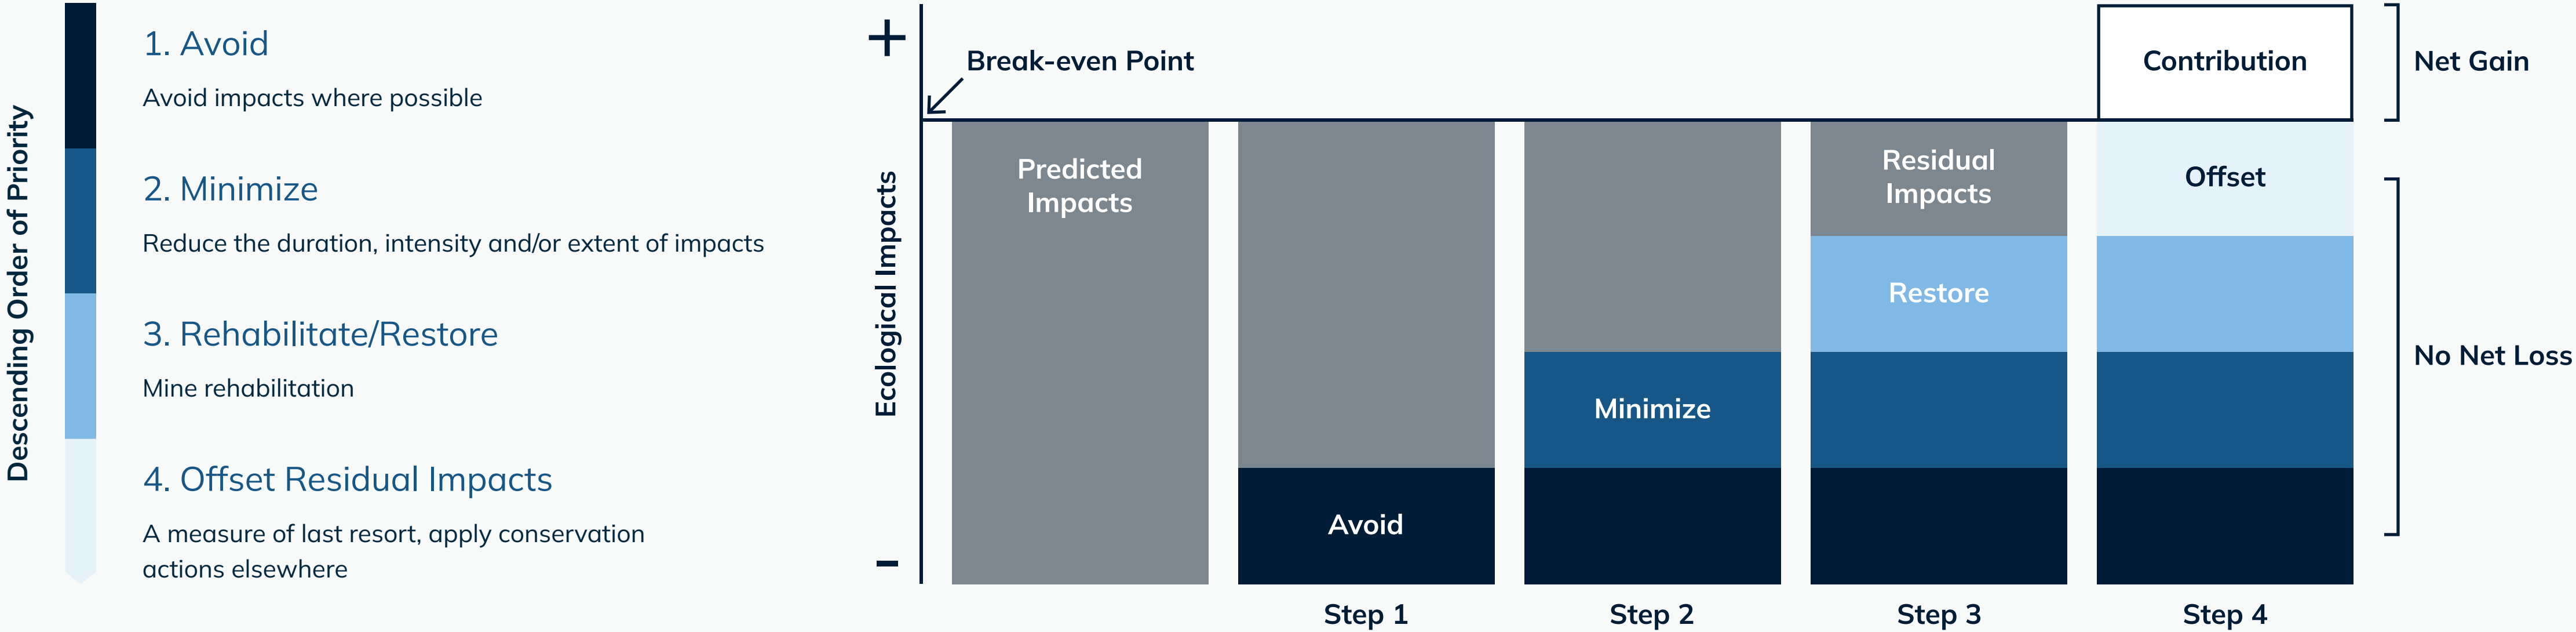 Descending Order of Priority
1. Avoid
Avoid impacts where possible
2. Minimize
Reduce the duration, intensity and/or extent of impacts
3. Rehabilitate/Restore
Mine rehabilitation
4. Offset Residual Impacts
A measure of last resort, apply conservation
actions elsewhere
+
Ecological Impacts
-
Break-even Point
Predicted
Impacts
Avoid
Minimize
Residual
Impacts
Restore
Contribution
Offset
Net Gain
No Net Loss
Step 1
Step 2
Step 3
Step 4